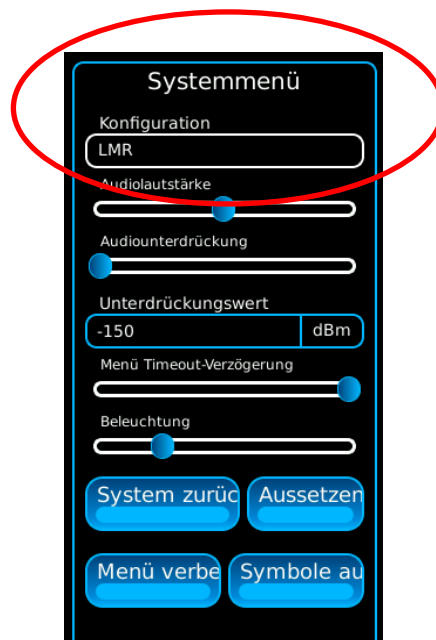 Systemmenü
Konfiguration
LMR
Audiolautstärke
Audiounterdrückung
Unterdrückungswert
-150 dBm
Menü Timeout-Verzögerung
Beleuchtung
System zurüc Aussetzen
Menü verbe Symbole au